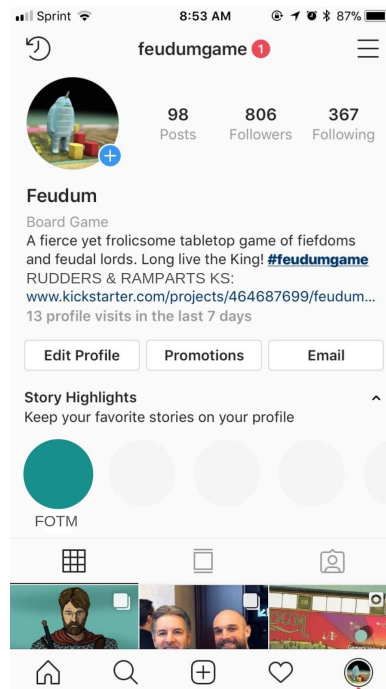 Sprint 8:53 AM 87%
feudumgame 1
98 806 367
Posts Followers Following
Feudum
Board Game
A fierce yet frolicsome tabletop game of fiefdoms
and feudal lords. Long live the King! #feudumgame
RUDDERS & RAMPARTS KS:
www.kickstarter.com/projects/464687699/feudum...
13 profile visits in the last 7 days
Edit Profile Promotions Email
Story Highlights
Keep your favorite stories on your profile
FOTM